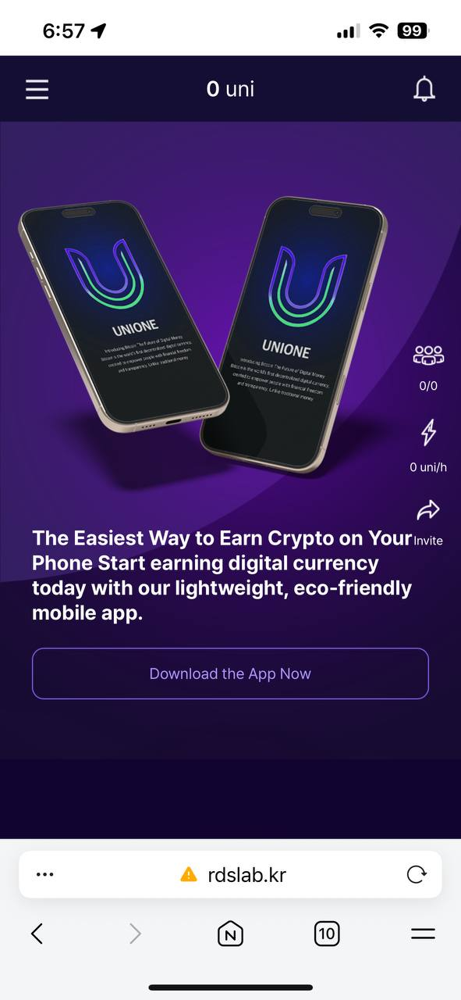 6:57
99
0 uni
UNIONE
Introducing Bitcoin The Future of Digital Money
Bitcoin is the world's first decentralized digital currency,
created to empower people with financial freedom
and transparency. Unlike traditional money
UNIONE
Introducing Bitcoin The Future of Digital Money
Bitcoin is the world's first decentralized digital currency,
created to empower people with financial freedom
and transparency. Unlike traditional money
0/0
0 uni/h
Invite
The Easiest Way to Earn Crypto on Your
Phone Start earning digital currency
today with our lightweight, eco-friendly
mobile app.
Download the App Now
rdslab.kr
N
10